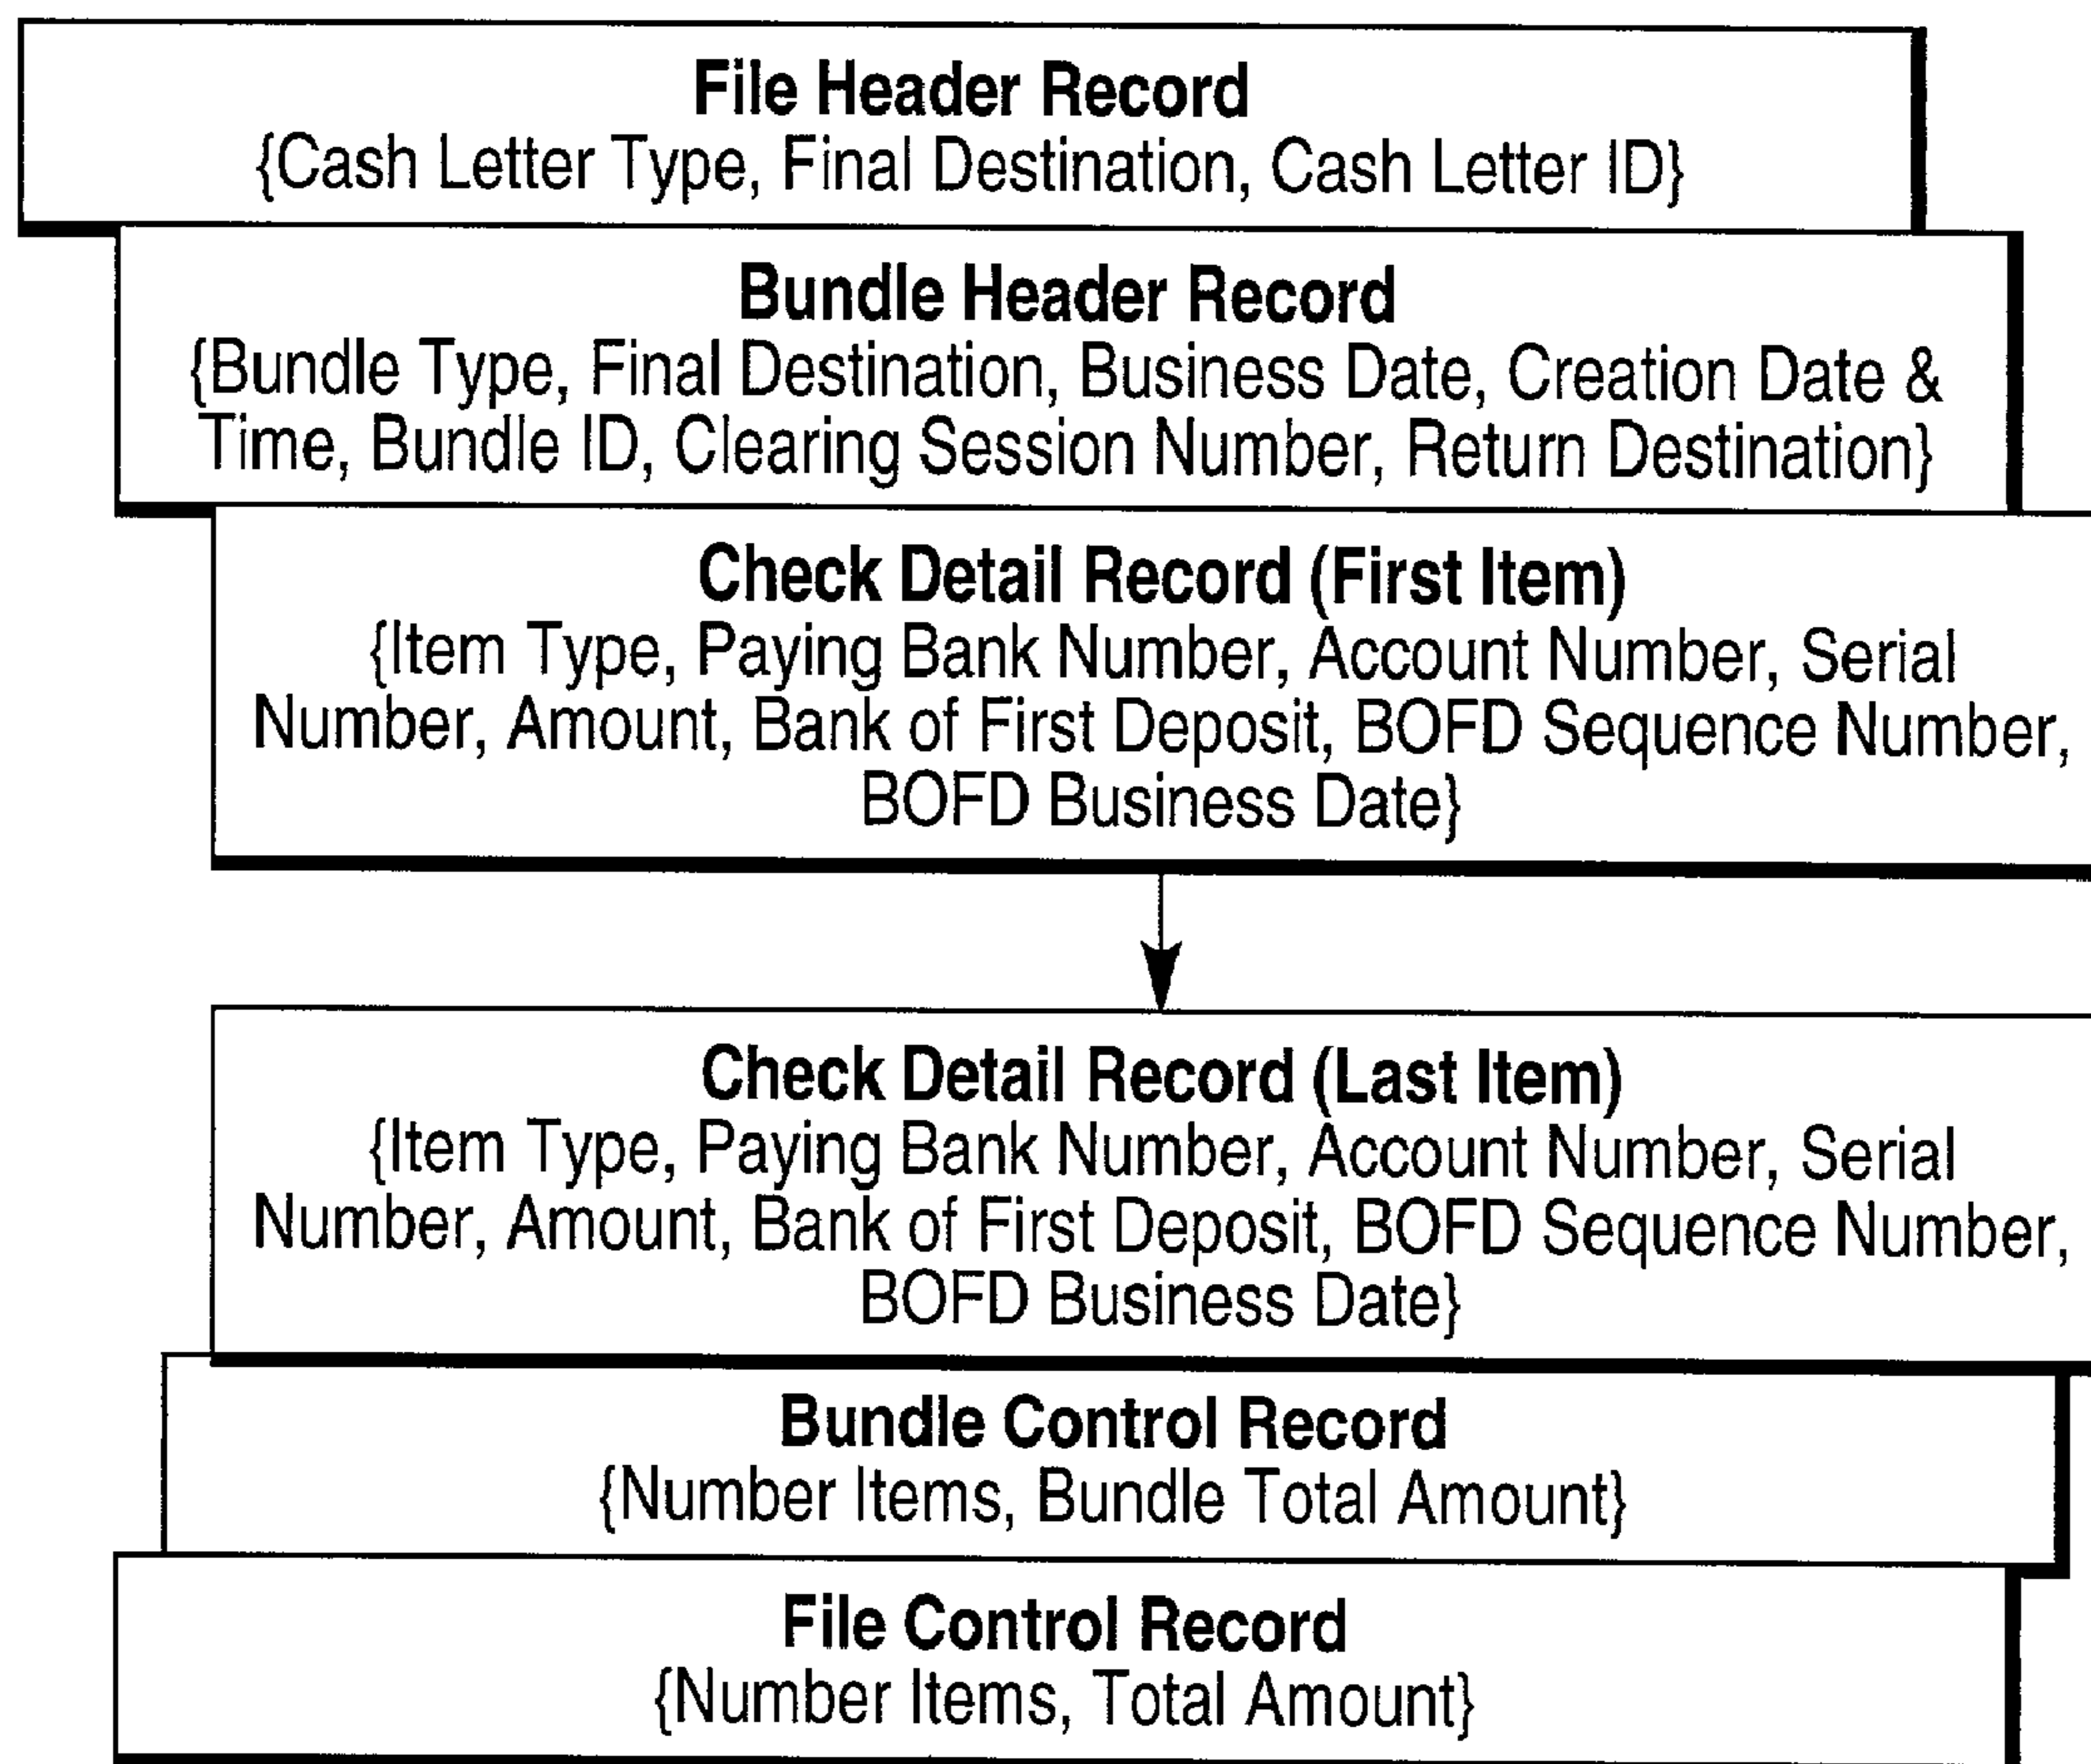 File Header Record
{Cash Letter Type, Final Destination, Cash Letter ID}
Bundle Header Record
{Bundle Type, Final Destination, Business Date, Creation Date &
Time, Bundle ID, Clearing Session Number, Return Destination}
Check Detail Record (First Item)
{Item Type, Paying Bank Number, Account Number, Serial
Number, Amount, Bank of First Deposit, BOFD Sequence Number,
BOFD Business Date}
Check Detail Record (Last Item)
{Item Type, Paying Bank Number, Account Number, Serial
Number, Amount, Bank of First Deposit, BOFD Sequence Number,
BOFD Business Date}
Bundle Control Record
{Number Items, Bundle Total Amount}
File Control Record
{Number Items, Total Amount}